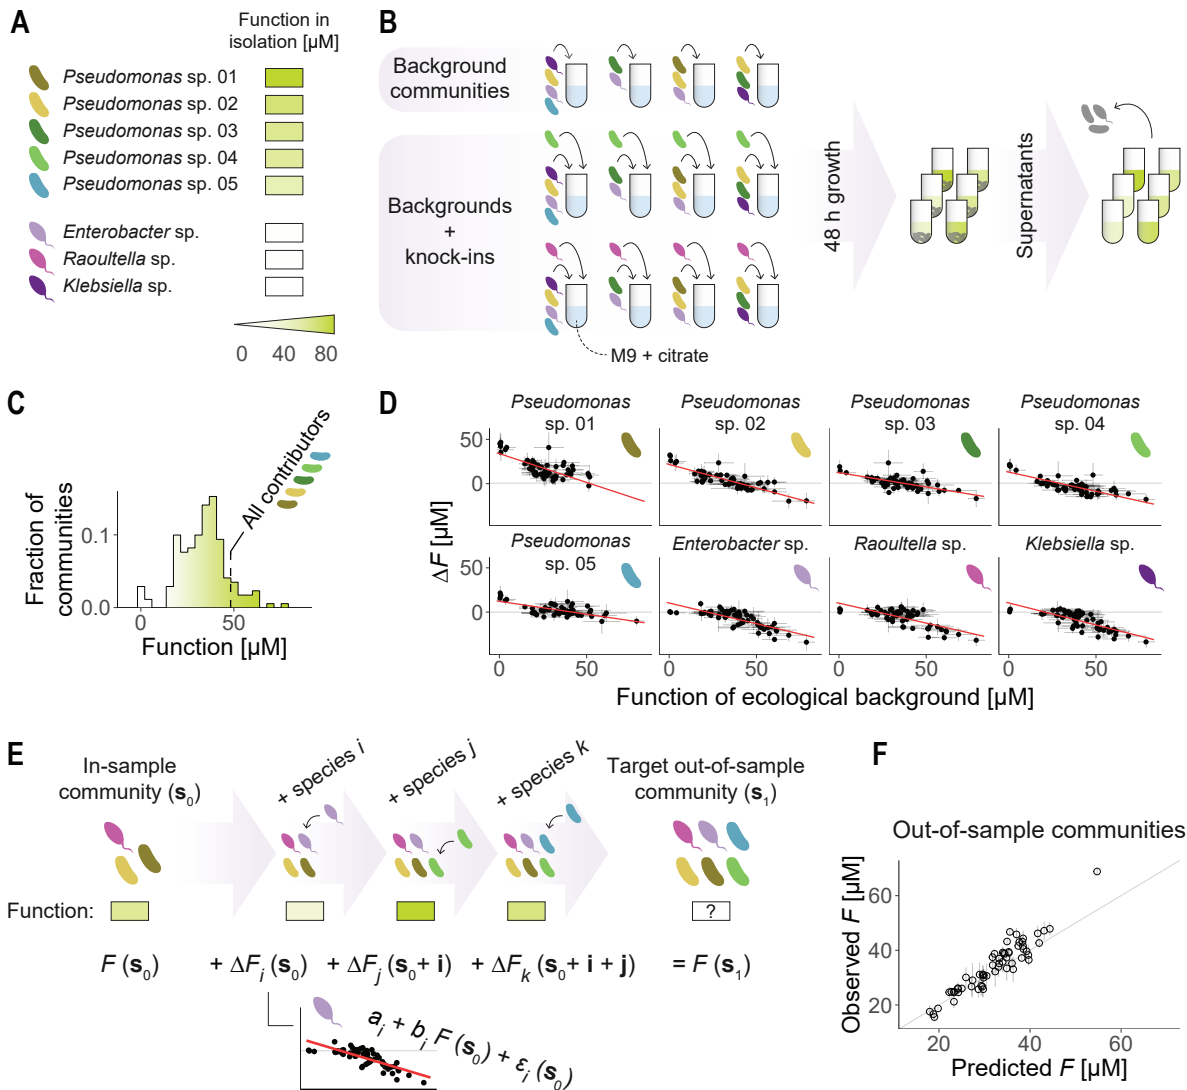 A
Function in
isolation [µM]
Pseudomonas sp. 01
Pseudomonas sp. 02
Pseudomonas sp. 03
Pseudomonas sp. 04
Pseudomonas sp. 05
Enterobacter sp.
Raoultella sp.
Klebsiella sp.
0 40 80
B
Background
communities
Backgrounds
+
knock-ins
M9 + citrate
48 h growth
Supernatants
C
All contributors
Fraction of
communities
0.1
0.0
0 50
Function [µM]
D
Pseudomonas
sp. 01
Pseudomonas
sp. 02
Pseudomonas
sp. 03
Pseudomonas
sp. 04
50
0
ΔF [µM]
Pseudomonas
sp. 05
Enterobacter sp.
Raoultella sp.
Klebsiella sp.
50
0
0 50 0 50 0 50 0 50
Function of ecological background [µM]
E
In-sample
community (s0)
+ species i
+ species j
+ species k
Target out-of-sample
community (s1)
Function:
?
F (s0) + ΔFi (s0) + ΔFj (s0+ i) + ΔFk (s0+ i + j) = F (s1)
ai + bi F (s0) + εi (s0)
F
Out-of-sample communities
Observed F [µM]
60
40
20
20 40 60
Predicted F [µM]